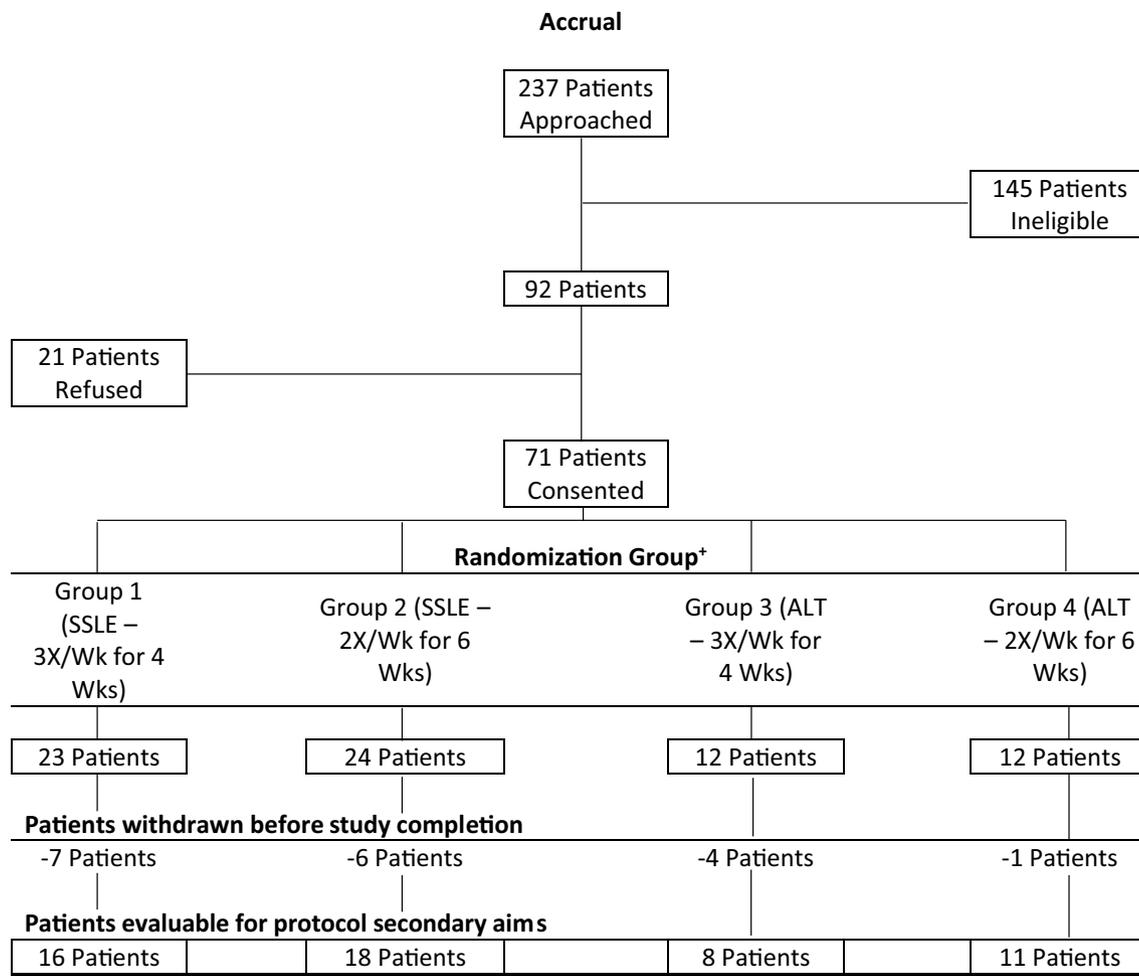 Accrual
237 Patients
Approached
145 Patients
Ineligible
92 Patients
21 Patients
Refused
71 Patients
Consented
Randomization Group⁺
Group 1
(SSLE –
3X/Wk for 4
Wks)
Group 2 (SSLE –
2X/Wk for 6
Wks)
Group 3 (ALT
– 3X/Wk for
4 Wks)
Group 4 (ALT
– 2X/Wk for 6
Wks)
23 Patients
24 Patients
12 Patients
12 Patients
Patients withdrawn before study completion
-7 Patients
-6 Patients
-4 Patients
-1 Patients
Patients evaluable for protocol secondary aims
16 Patients
18 Patients
8 Patients
11 Patients